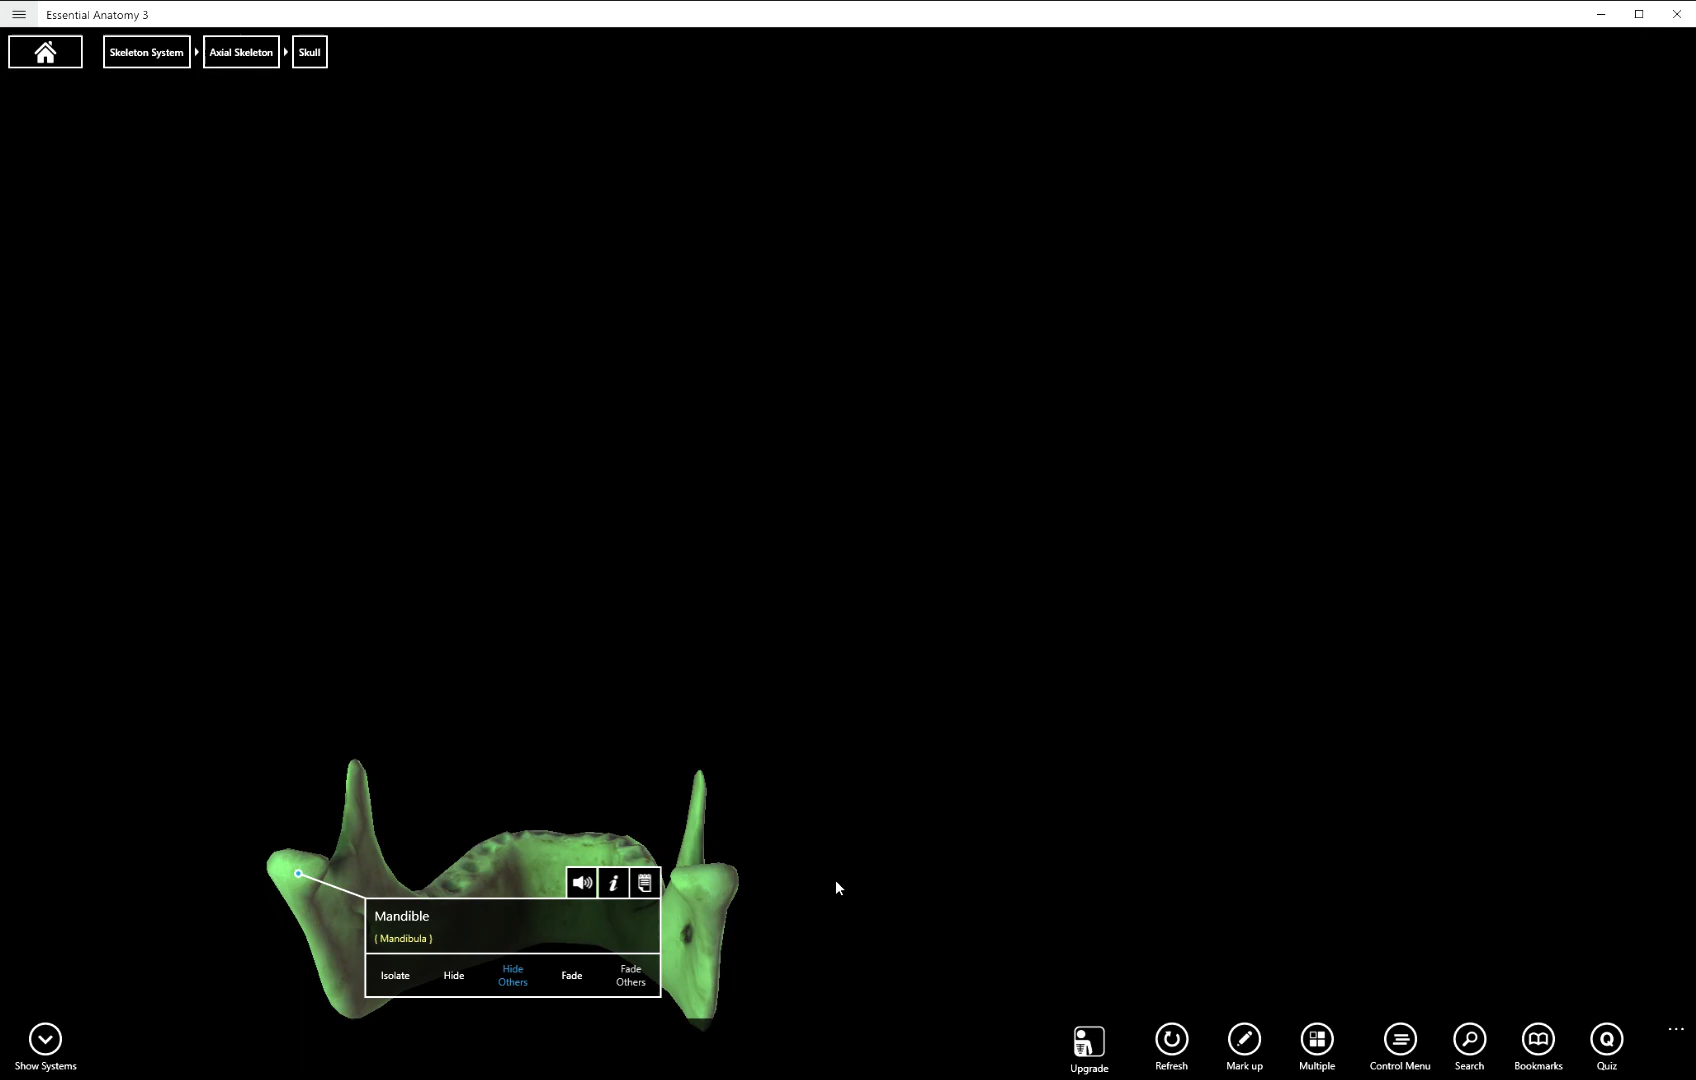 Essential Anatomy 3
Skeleton System
Axial Skeleton
Skull
Mandible
( Mandibula )
Isolate
Hide
Hide
Others
Fade
Fade
Others
Show Systems
Upgrade
Refresh
Mark up
Multiple
Control Menu
Search
Bookmarks
Q
Quiz
...